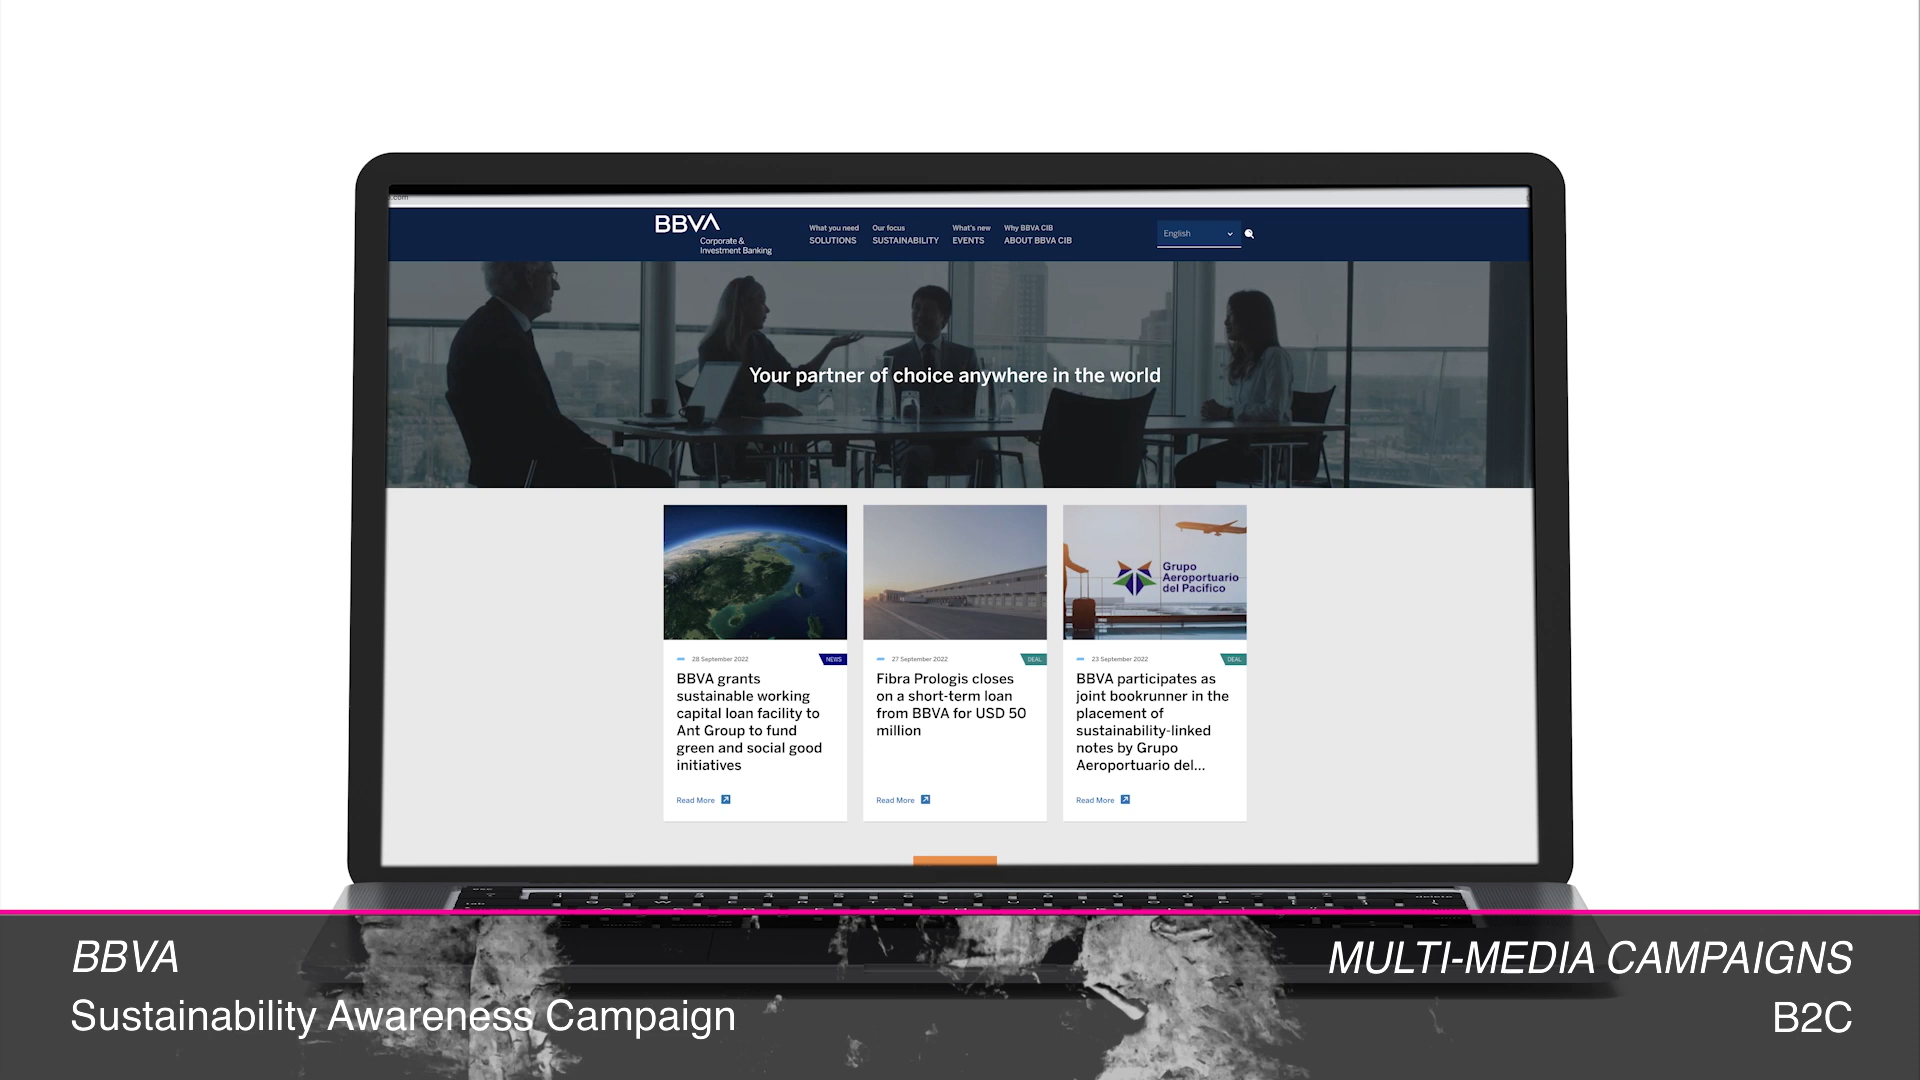 .com
BBVA
Corporate &
Investment Banking
What you need
SOLUTIONS
Our focus
SUSTAINABILITY
What's new
EVENTS
Why BBVA CIB
ABOUT BBVA CIB
English
Your partner of choice anywhere in the world
Grupo
Aeroportuario
del Pacifico
28 September 2022
NEWS
BBVA grants
sustainable working
capital loan facility to
Ant Group to fund
green and social good
initiatives
Read More
27 September 2022
DEAL
Fibra Prologis closes
on a short-term loan
from BBVA for USD 50
million
Read More
23 September 2022
DEAL
BBVA participates as
joint bookrunner in the
placement of
sustainability-linked
notes by Grupo
Aeroportuario del...
Read More
BBVA
Sustainability Awareness Campaign
MULTI-MEDIA CAMPAIGNS
B2C